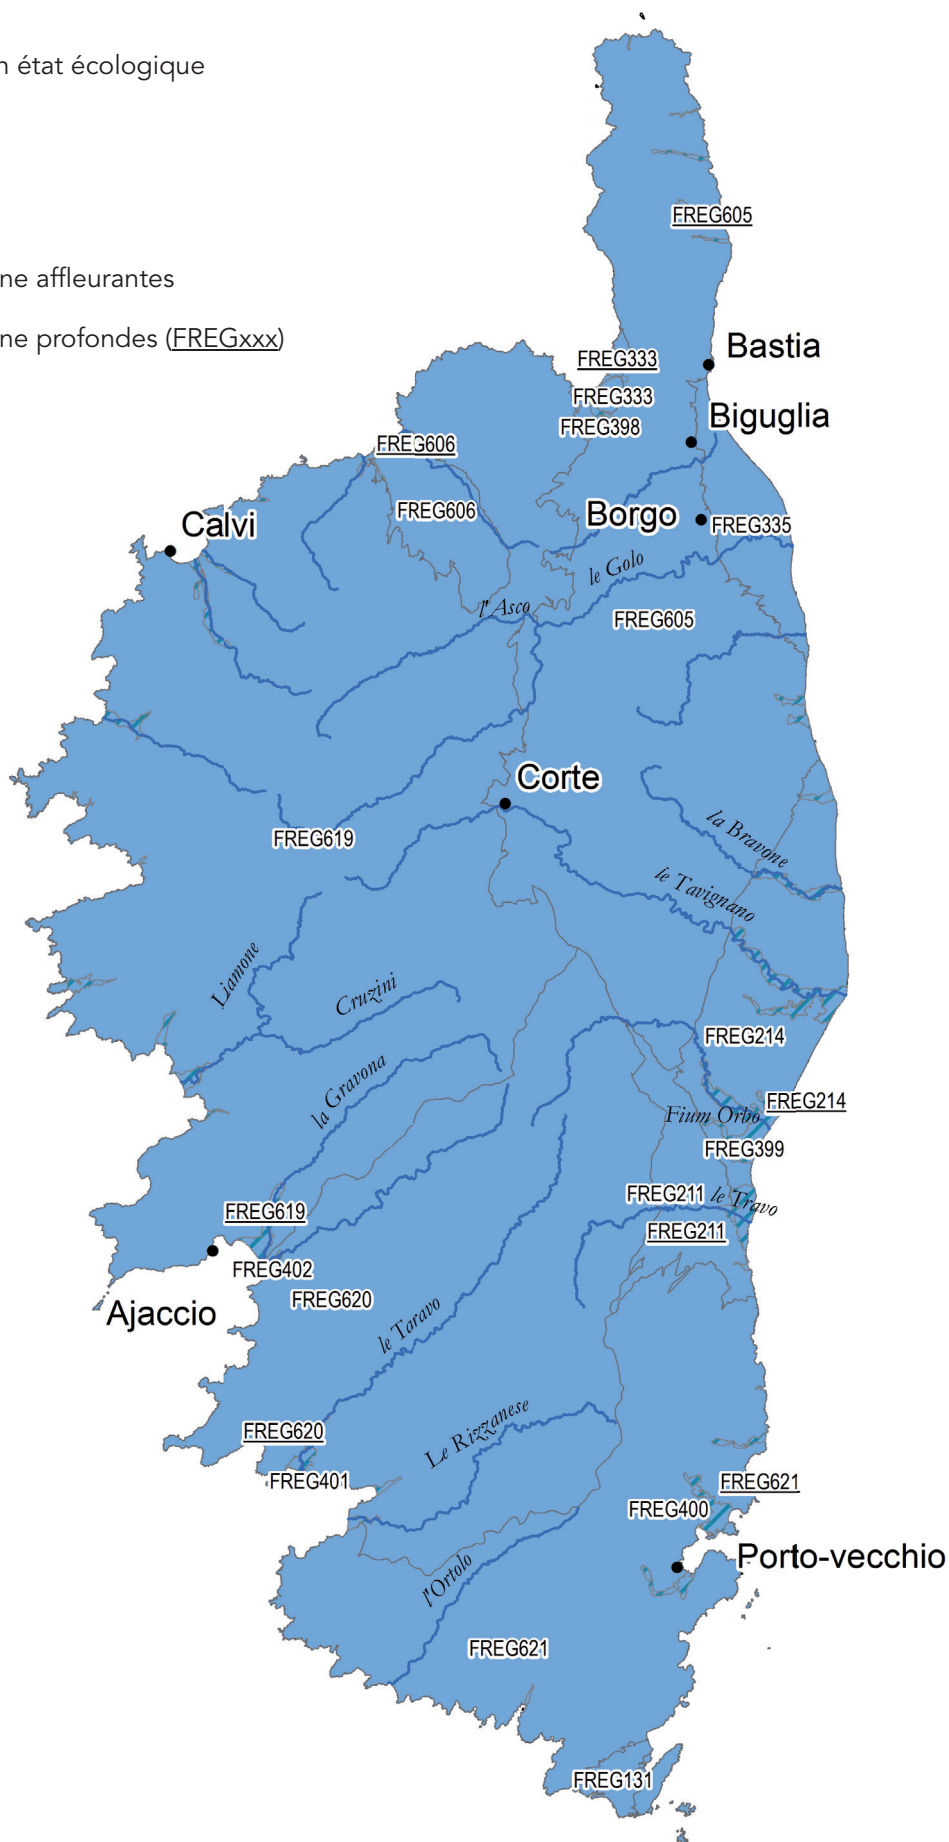 n état écologique
FREG605
ne affleurantes
ne profondes (FREGxxx)
Bastia
FREG333
FREG333
Biguglia
FREG398
FREG606
FREG606
Borgo
FREG335
Calvi
le Golo
l'Asco
FREG605
Corte
FREG619
la Bravone
le Tavignano
Liamone
Cruzini
FREG214
la Gravona
FREG214
Fium Orbo
FREG399
FREG211
le Travo
FREG619
FREG211
FREG402
FREG620
Ajaccio
le Taravo
Le Rizzanese
FREG620
FREG401
FREG621
FREG400
Porto-vecchio
l'Ortolo
FREG621
FREG131